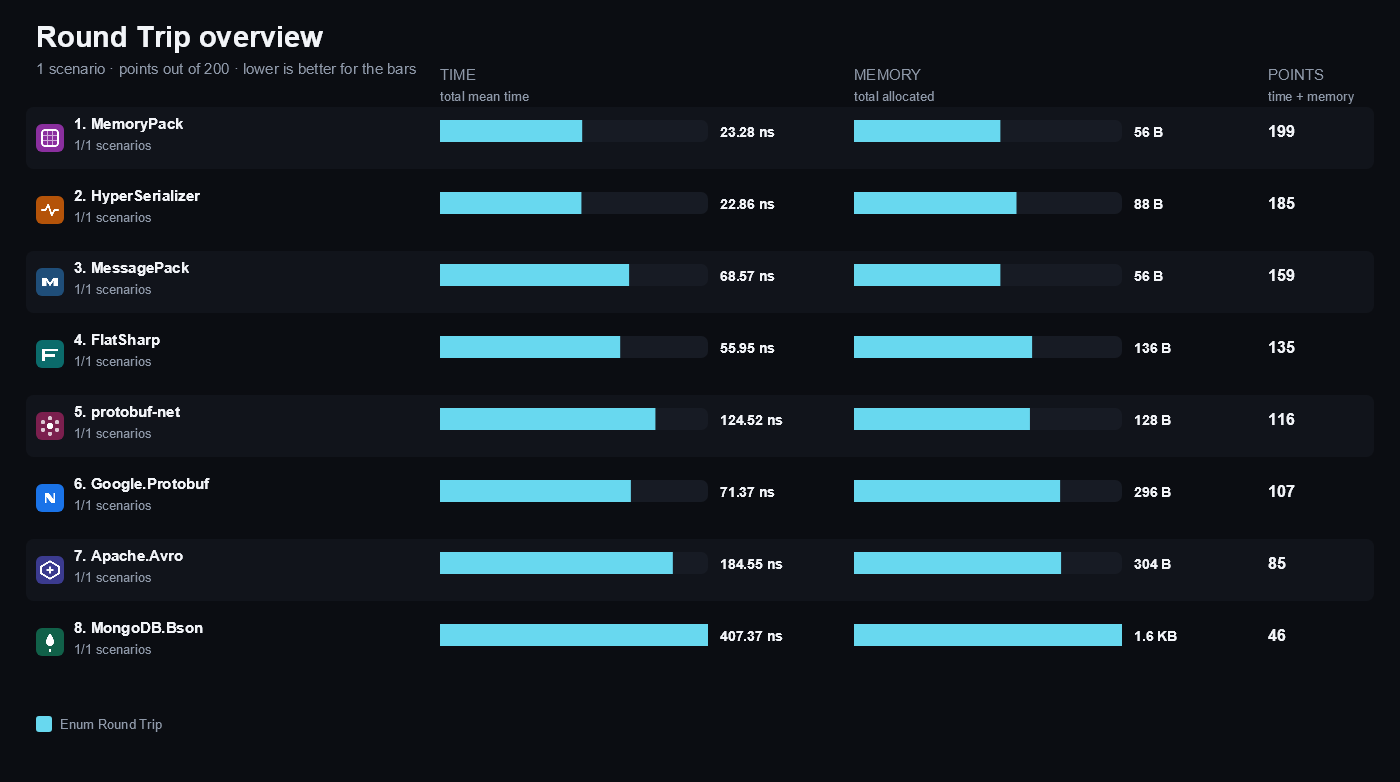 Round Trip overview
1 scenario · points out of 200 · lower is better for the bars
TIME
total mean time
MEMORY
total allocated
POINTS
time + memory
1. MemoryPack
1/1 scenarios
23.28 ns
56 B
199
2. HyperSerializer
1/1 scenarios
22.86 ns
88 B
185
3. MessagePack
1/1 scenarios
68.57 ns
56 B
159
4. FlatSharp
1/1 scenarios
55.95 ns
136 B
135
5. protobuf-net
1/1 scenarios
124.52 ns
128 B
116
6. Google.Protobuf
1/1 scenarios
71.37 ns
296 B
107
7. Apache.Avro
1/1 scenarios
184.55 ns
304 B
85
8. MongoDB.Bson
1/1 scenarios
407.37 ns
1.6 KB
46
Enum Round Trip